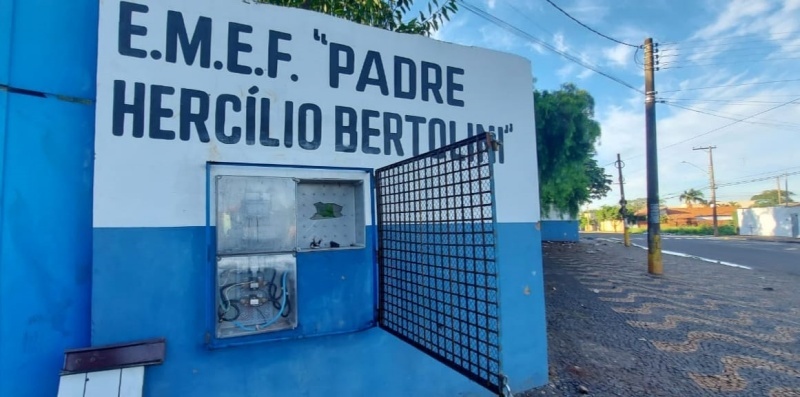 E.M.E.F. "PADRE
HERCÍLIO BERTOLINI"